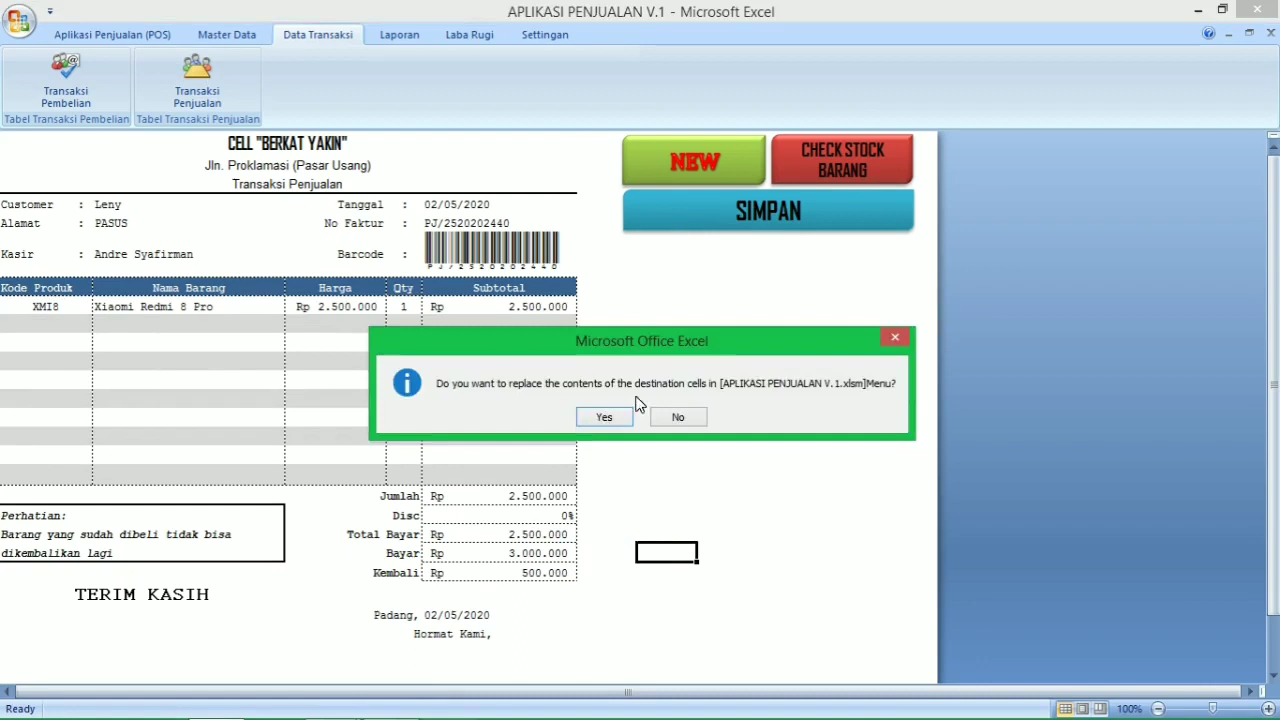 APLIKASI PENJUALAN V.1 - Microsoft Excel
Aplikasi Penjualan (POS) Master Data Data Transaksi Laporan Laba Rugi Settingan
Transaksi Pembelian
Tabel Transaksi Pembelian
Transaksi Penjualan
Tabel Transaksi Penjualan
CELL "BERKAT YAKIN"
Jln. Proklamasi (Pasar Usang)
Transaksi Penjualan
NEW
CHECK STOCK BARANG
SIMPAN
Customer : Leny Tanggal : 02/05/2020
Alamat : PASUS No Faktur : PJ/2520202440
Kasir : Andre Syafirman Barcode :
PJ/2520202440
Kode Produk Nama Barang Harga Qty Subtotal
XMI8 Xiaomi Redmi 8 Pro Rp 2.500.000 1 Rp 2.500.000
Microsoft Office Excel
Do you want to replace the contents of the destination cells in [APLIKASI PENJUALAN V.1.xlsm]Menu?
Yes No
Jumlah Rp 2.500.000
Disc 0%
Total Bayar Rp 2.500.000
Bayar Rp 3.000.000
Kembali Rp 500.000
Perhatian:
Barang yang sudah dibeli tidak bisa
dikembalikan lagi
TERIM KASIH
Padang, 02/05/2020
Hormat Kami,
Ready 100%